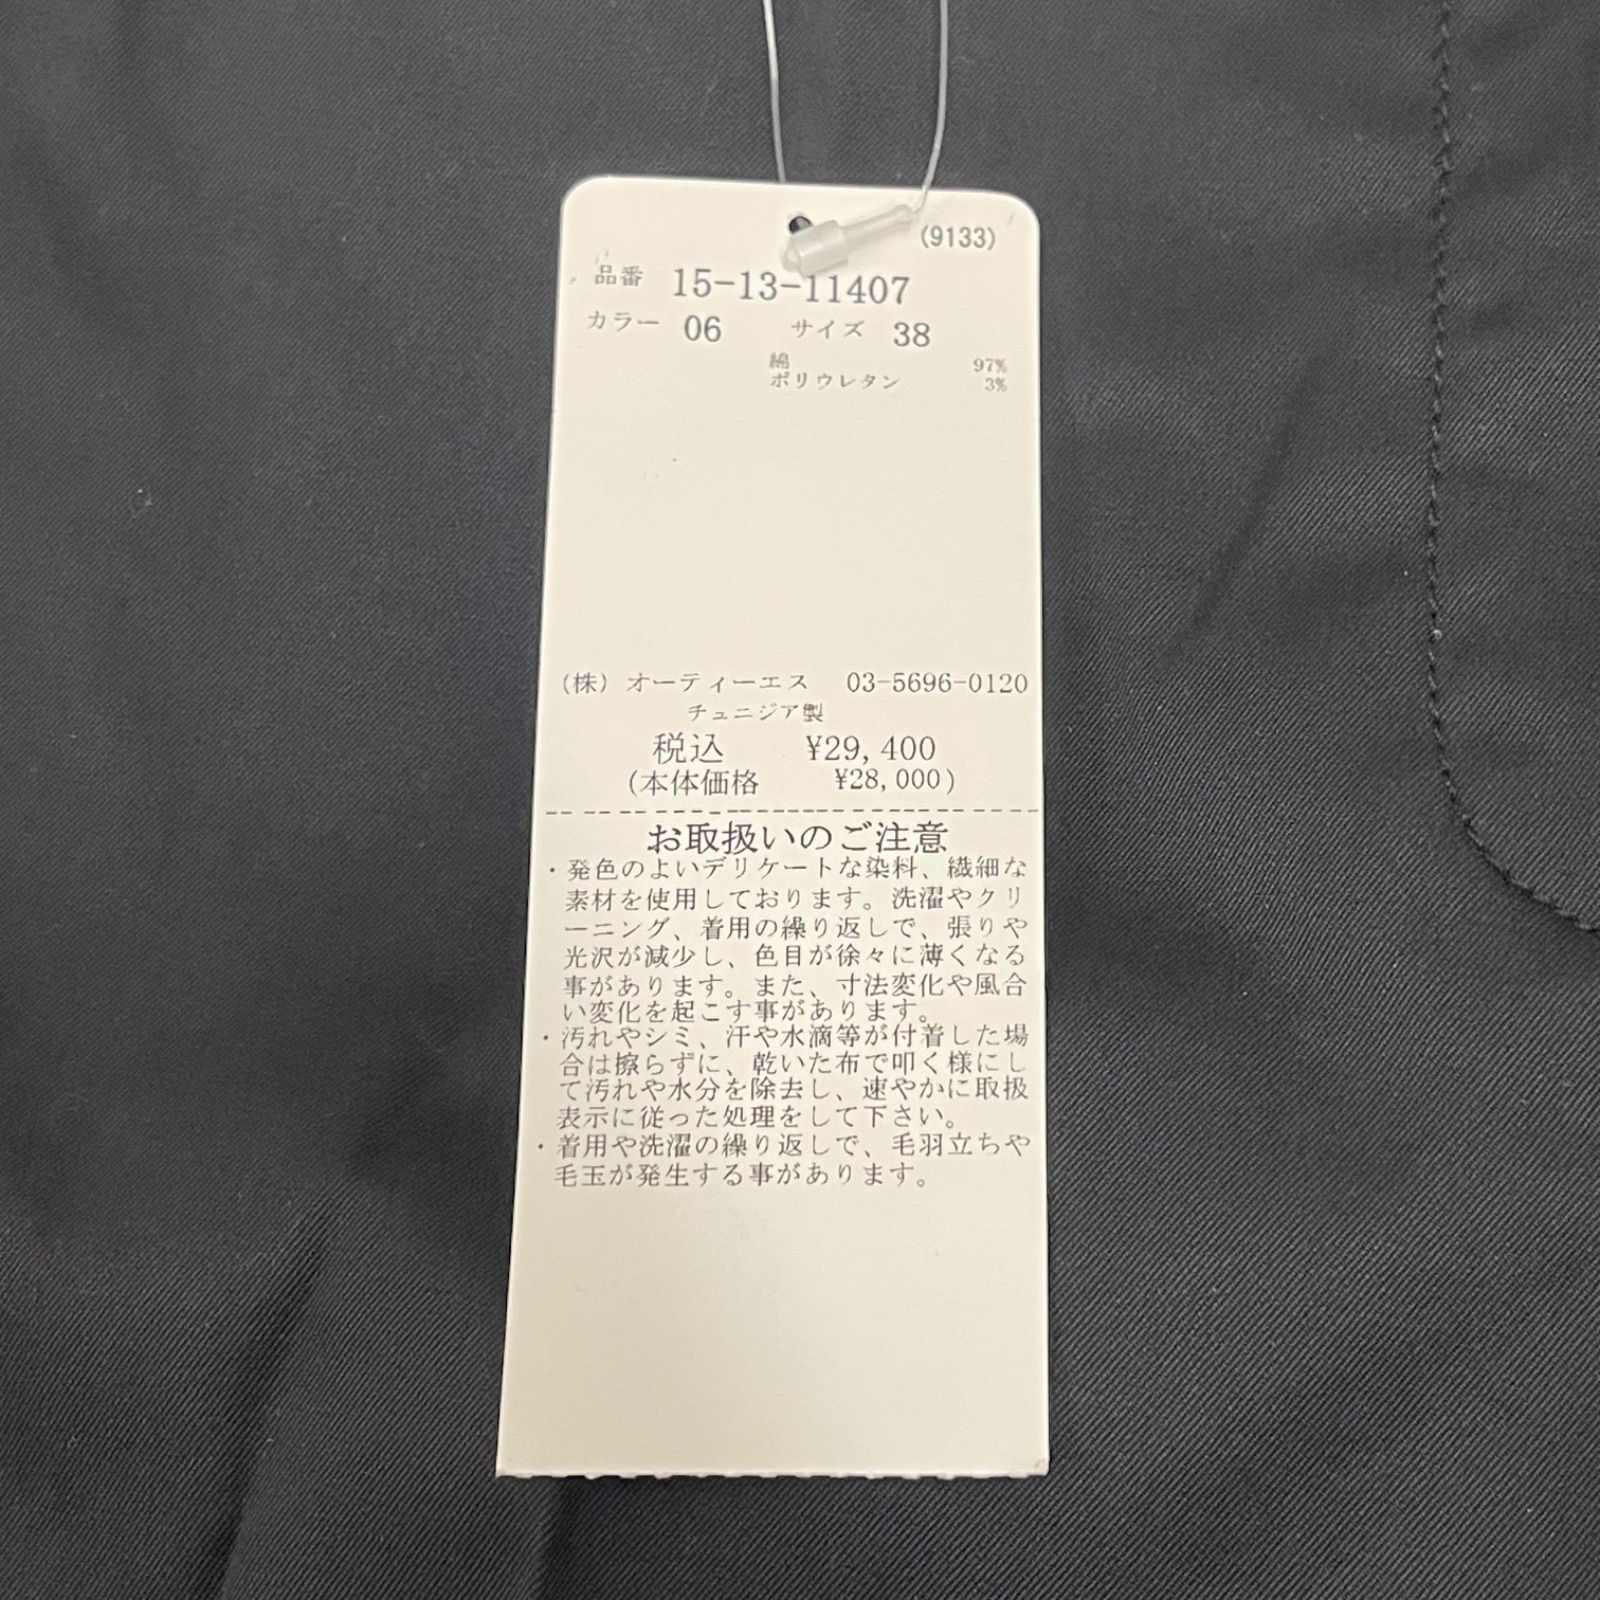 (9133)
品番 15-13-11407
カラー 06 サイズ 38
綿 97%
ポリウレタン 3%
(株) オーティーエス 03-5696-0120
チュニジア製
税込 ¥29,400
(本体価格 ¥28,000)
お取扱いのご注意
・発色のよいデリケートな染料、繊細な
素材を使用しております。洗濯やクリ
ーニング、着用の繰り返しで、張りや
光沢が減少し、色目が徐々に薄くなる
事があります。また、寸法変化や風合
い変化を起こす事があります。
・汚れやシミ、汗や水滴等が付着した場
合は擦らずに、乾いた布で叩く様にし
て汚れや水分を除去し、速やかに取扱
表示に従った処理をして下さい。
・着用や洗濯の繰り返しで、毛羽立ちや
毛玉が発生する事があります。